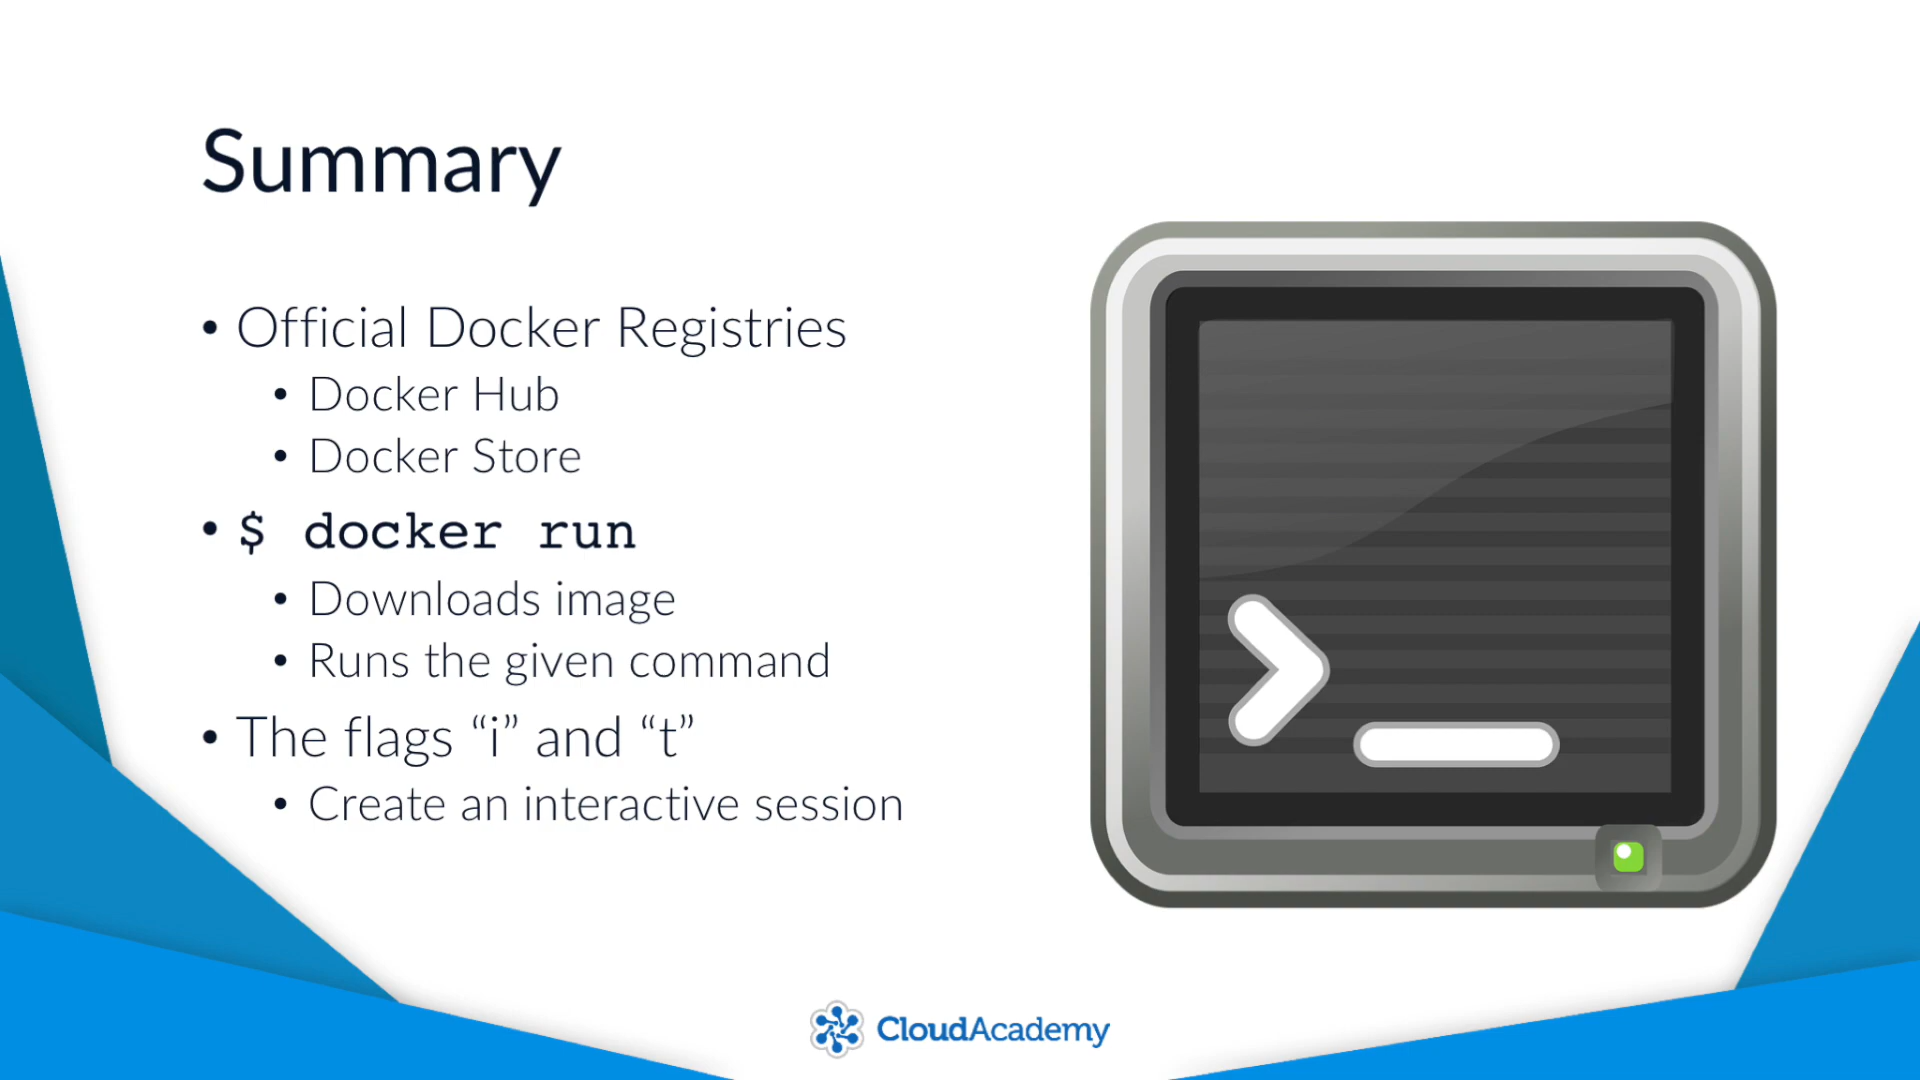 Summary
• Official Docker Registries
• Docker Hub
• Docker Store
• $ docker run
• Downloads image
• Runs the given command
• The flags “i” and “t”
• Create an interactive session
CloudAcademy